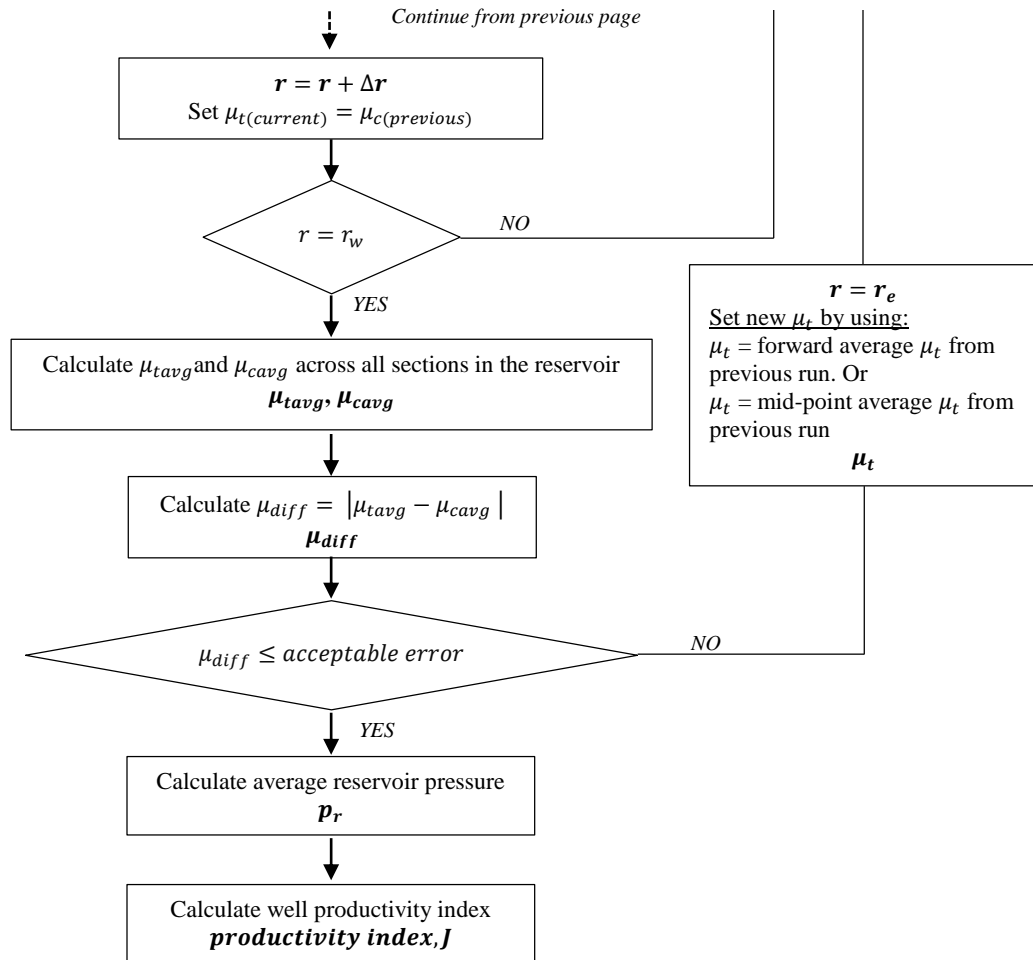 Continue from previous page
r = r + Δr
Set μt(current) = μc(previous)
r = rw
NO
YES
r = re
Set new μt by using:
μt = forward average μt from
previous run. Or
μt = mid-point average μt from
previous run
μt
Calculate μtavg and μcavg across all sections in the reservoir
μtavg, μcavg
Calculate μdiff = |μtavg − μcavg |
μdiff
μdiff ≤ acceptable error
NO
YES
Calculate average reservoir pressure
pr
Calculate well productivity index
productivity index, J